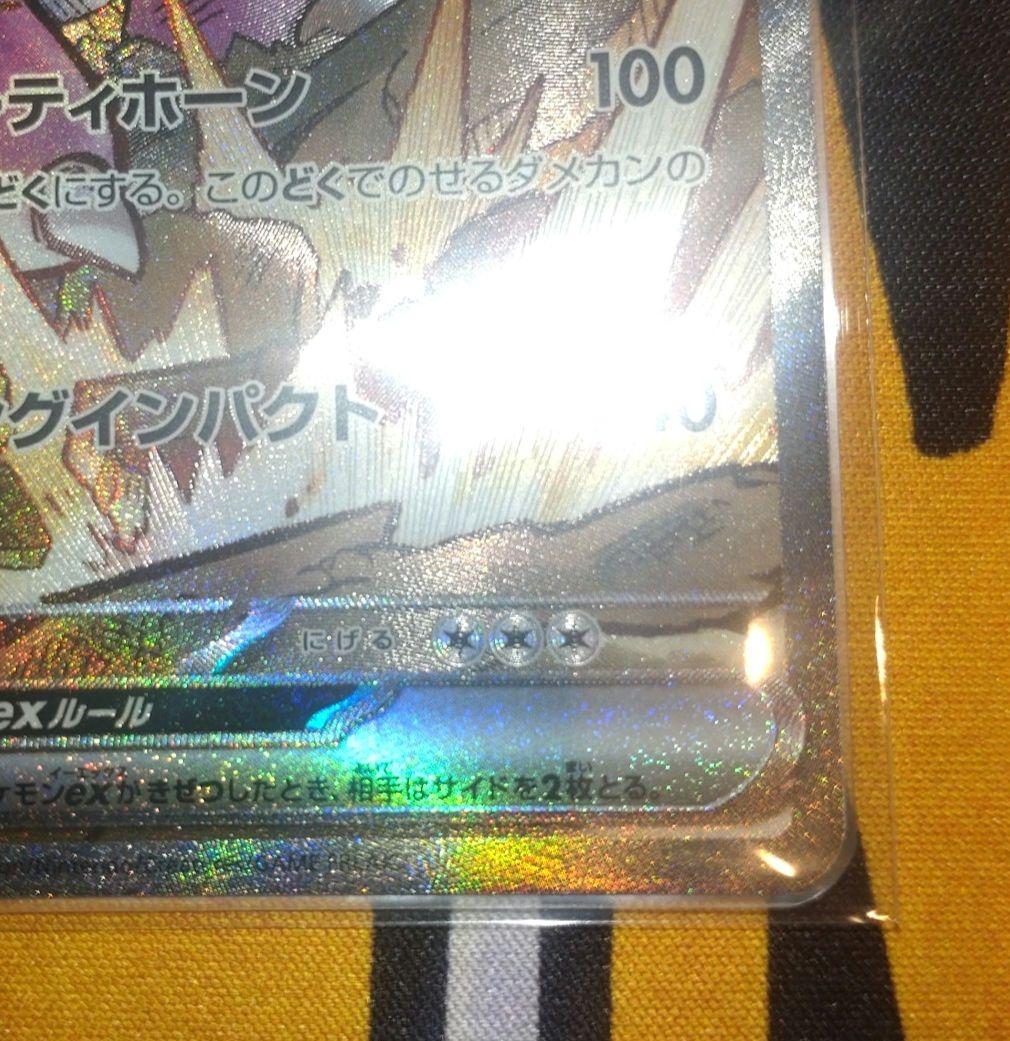 ティホーン 100
どくにする。このどくでのせるダメカンの
グインパクト
にげる
exルール
ケモンexがきぜつしたとき、相手はサイドを2枚とる。